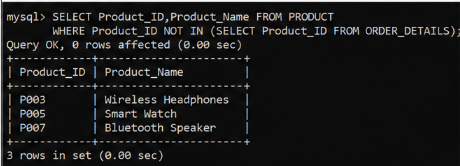 mysql> SELECT Product_ID,Product_Name FROM PRODUCT
WHERE Product_ID NOT IN (SELECT Product_ID FROM ORDER_DETAILS);
Query OK, 0 rows affected (0.00 sec)
+------------+---------------------+
| Product_ID | Product_Name |
+------------+---------------------+
| P003 | Wireless Headphones |
| P005 | Smart Watch |
| P007 | Bluetooth Speaker |
+------------+---------------------+
3 rows in set (0.00 sec)